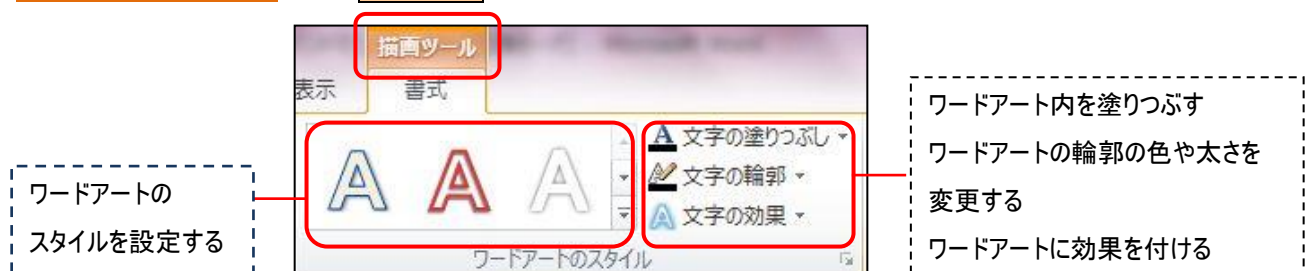 描画ツール
表示
書式
文字の塗りつぶし
文字の輪郭
文字の効果
ワードアートのスタイル
ワードアートの
スタイルを設定する
ワードアート内を塗りつぶす
ワードアートの輪郭の色や太さを
変更する
ワードアートに効果を付ける